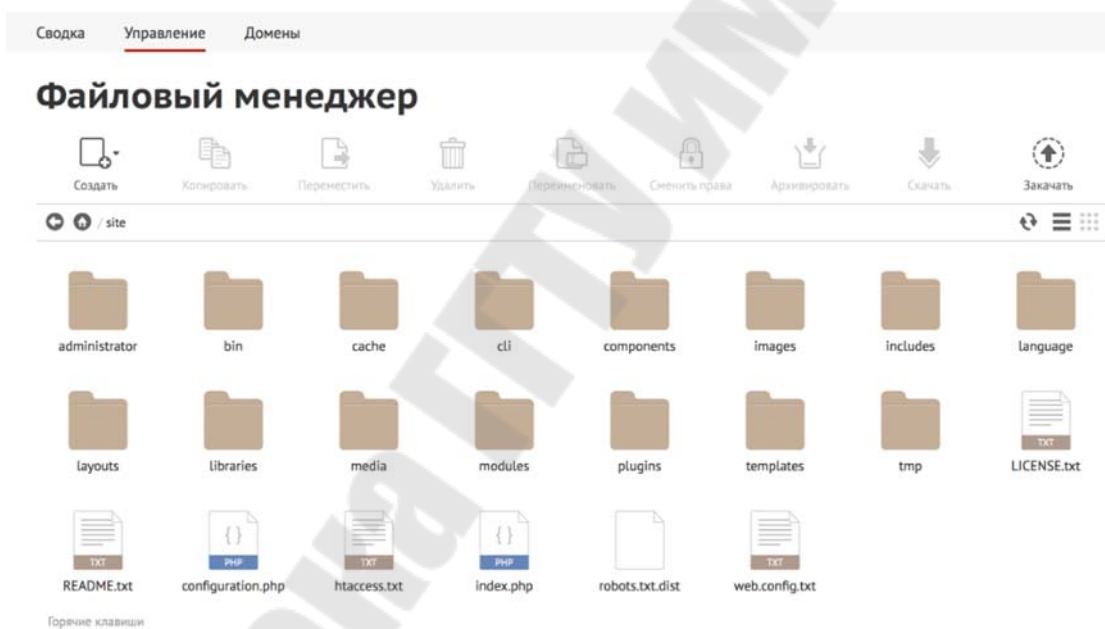 Сводка Управление Домены
Файловый менеджер
Создать Копировать Переместить Удалить Переименовать Сменить права Архивировать Скачать Закачать
/ site
administrator bin cache cli components images includes language
TXT
layouts libraries media modules plugins templates tmp LICENSE.txt
{ } { }
TXT PHP TXT PHP TXT
README.txt configuration.php htaccess.txt index.php robots.txt.dist web.config.txt
Горячие клавиши